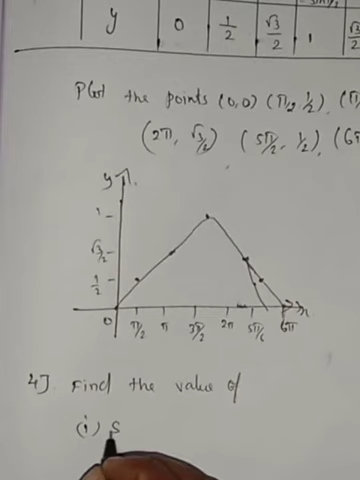 y 0 1/2 √3/2 1 √3/2
Plot the points (0,0) (π/2, 1/2), (π
(2π, √3/2) (5π/2, 1/2), (6π
y
1
√3/2
1/2
0 π/2 π 3π/2 2π 5π/2 6π x
4] Find the value of
(i) S